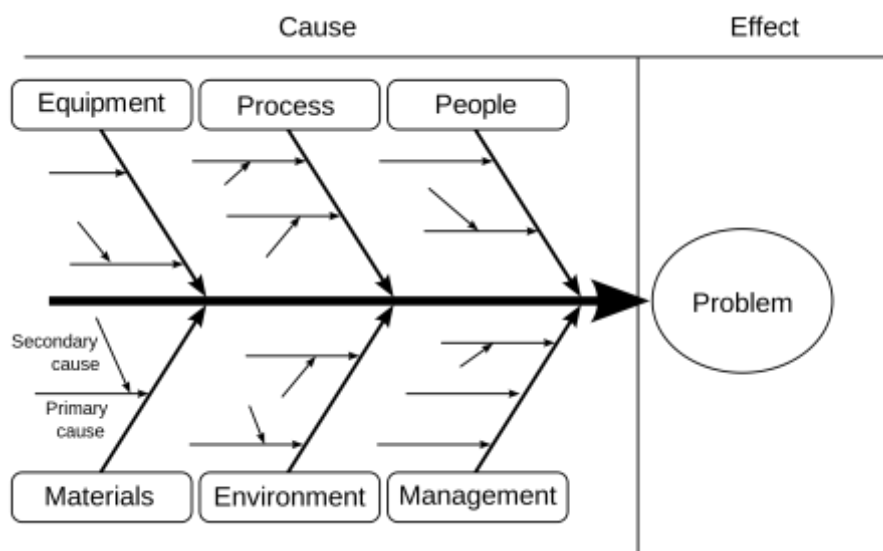 Cause
Effect
Equipment
Process
People
Problem
Secondary
cause
Primary
cause
Materials
Environment
Management